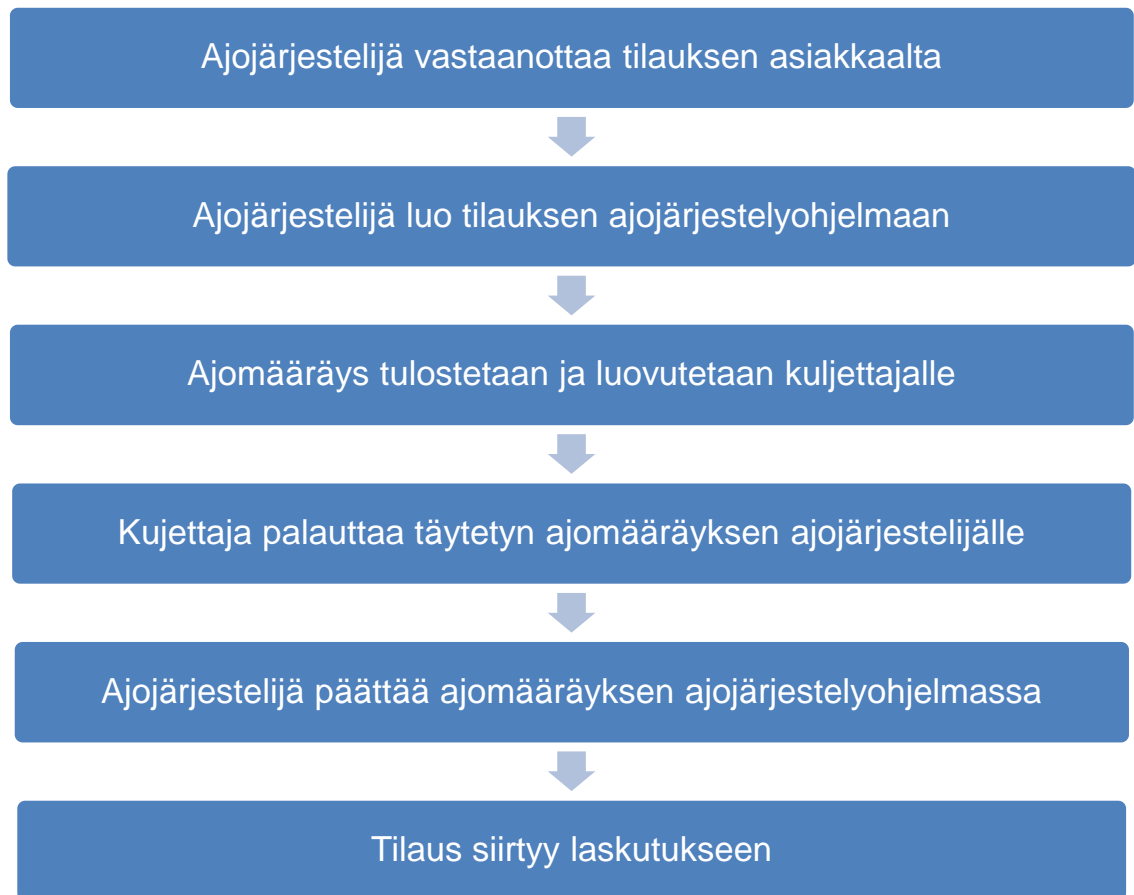 Ajojärjestelijä vastaanottaa tilauksen asiakkaalta
Ajojärjestelijä luo tilauksen ajojärjestelyohjelmaan
Ajomääräys tulostetaan ja luovutetaan kuljettajalle
Kujettaja palauttaa täytetyn ajomääräyksen ajojärjestelijälle
Ajojärjestelijä päättää ajomääräyksen ajojärjestelyohjelmassa
Tilaus siirtyy laskutukseen